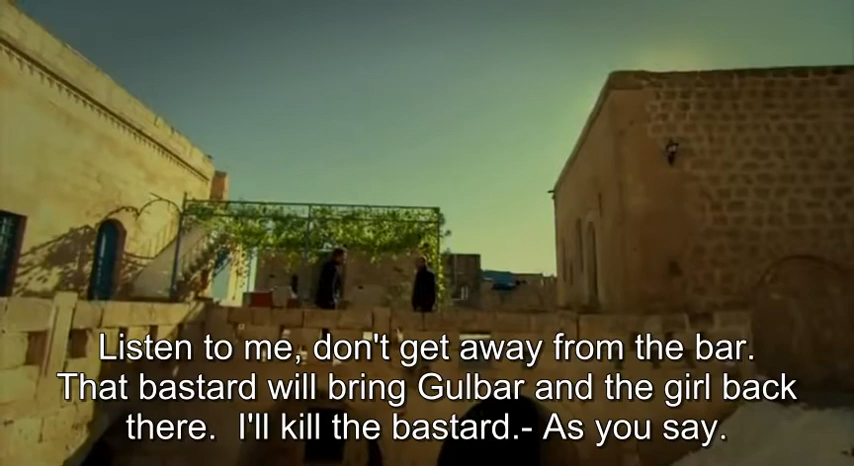 Listen to me, don't get away from the bar.
That bastard will bring Gulbar and the girl back
there.  I'll kill the bastard.- As you say.